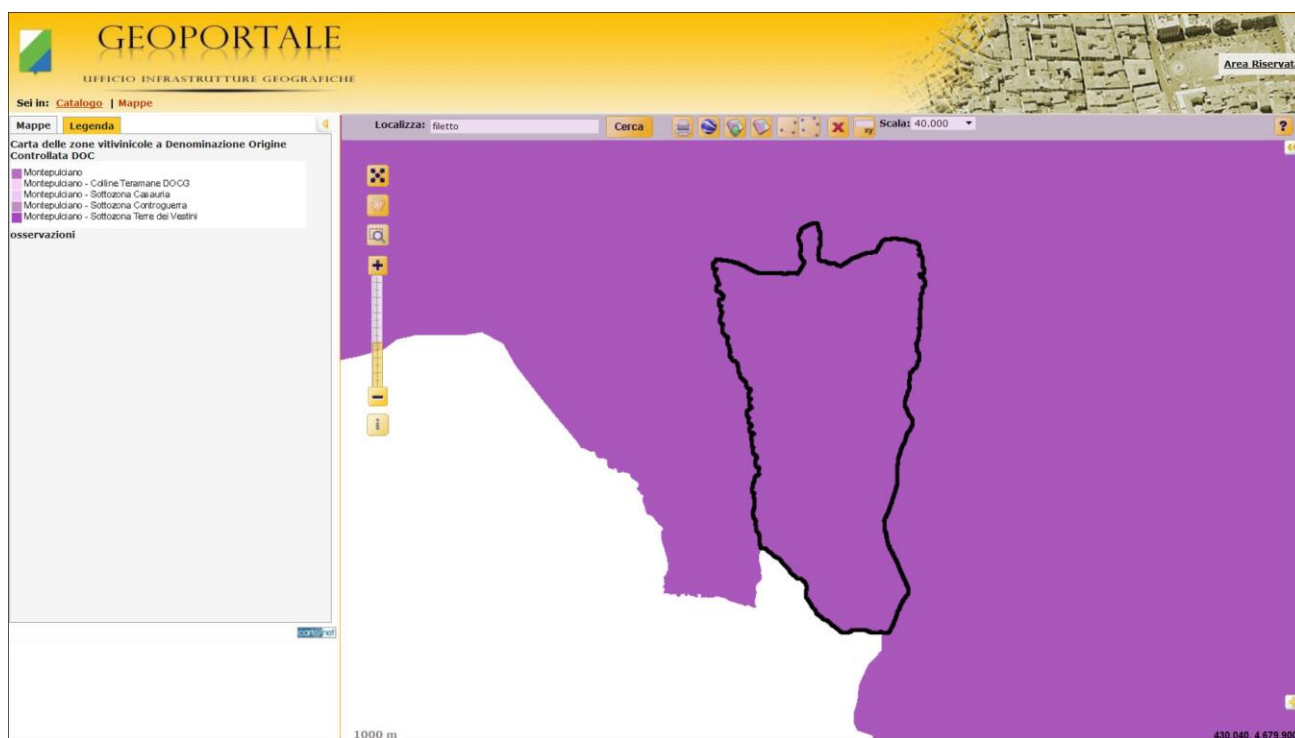 GEOPORTALE
UFFICIO INFRASTRUTTURE GEOGRAFICHE
Area Riservat
Sei in: Catalogo | Mappe
Mappe Legenda
Localizza: filetto Cerca xy Scala: 40.000 ?
Carta delle zone vitivinicole a Denominazione Origine
Controllata DOC
Montepulciano
Montepulciano - Colline Teramane DOCG
Montepulciano - Sottozona Casauria
Montepulciano - Sottozona Controguerra
Montepulciano - Sottozona Terre dei Vestini
osservazioni
i
1000 m
430.040, 4.679.900